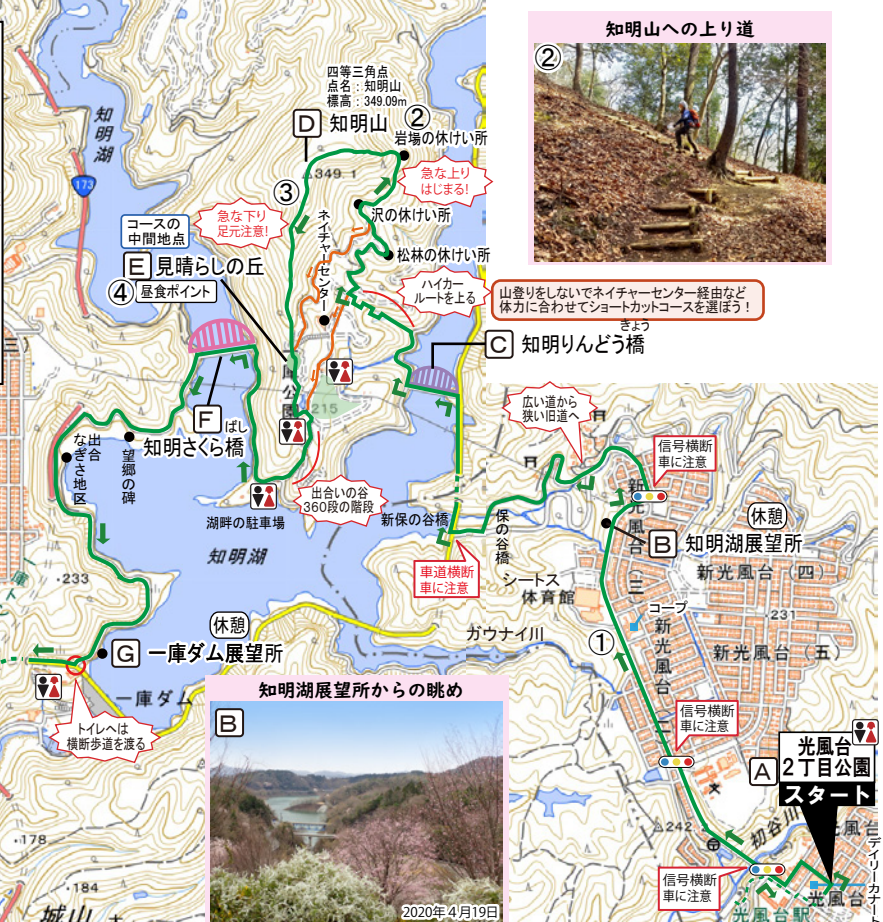 知明山への上り道
②
四等三角点
点名：知明山
標高：349.09m
D 知明山
②
岩場の休けい所
知明湖
173
349.1
急な上り
はじまる！
③
沢の休けい所
急な下り
足元注意！
コースの
中間地点
ネイチャーセンター
松林の休けい所
E 見晴らしの丘
④ 昼食ポイント
ハイカー
ルートを上る
山登りをしないでネイチャーセンター経由など
体力に合わせてショートカットコースを選ぼう！
きょう
C 知明りんどう橋
三）
公園
215
F
ばし
知明さくら橋
広い道から
狭い旧道へ
信号横断
車に注意
出合
なぎさ地区
望郷の碑
出合いの谷
360段の階段
湖畔の駐車場
新保の谷橋
保の谷橋
新光風台（三）
休憩
B 知明湖展望所
知明湖
車道横断
車に注意
シートス
体育館
新光風台（四）
233
コープ
231
休憩
ガウナイ川
①
新光風台（二）
新光風台（五）
G 一庫ダム展望所
一庫ダム
トイレへは
横断歩道を渡る
知明湖展望所からの眺め
B
信号横断
車に注意
A 光風台
2丁目公園
スタート
242
初谷川
178
184
城山
信号横断
車に注意
光風台
デイリーカナート
光風台
光風台駅
2020年4月19日